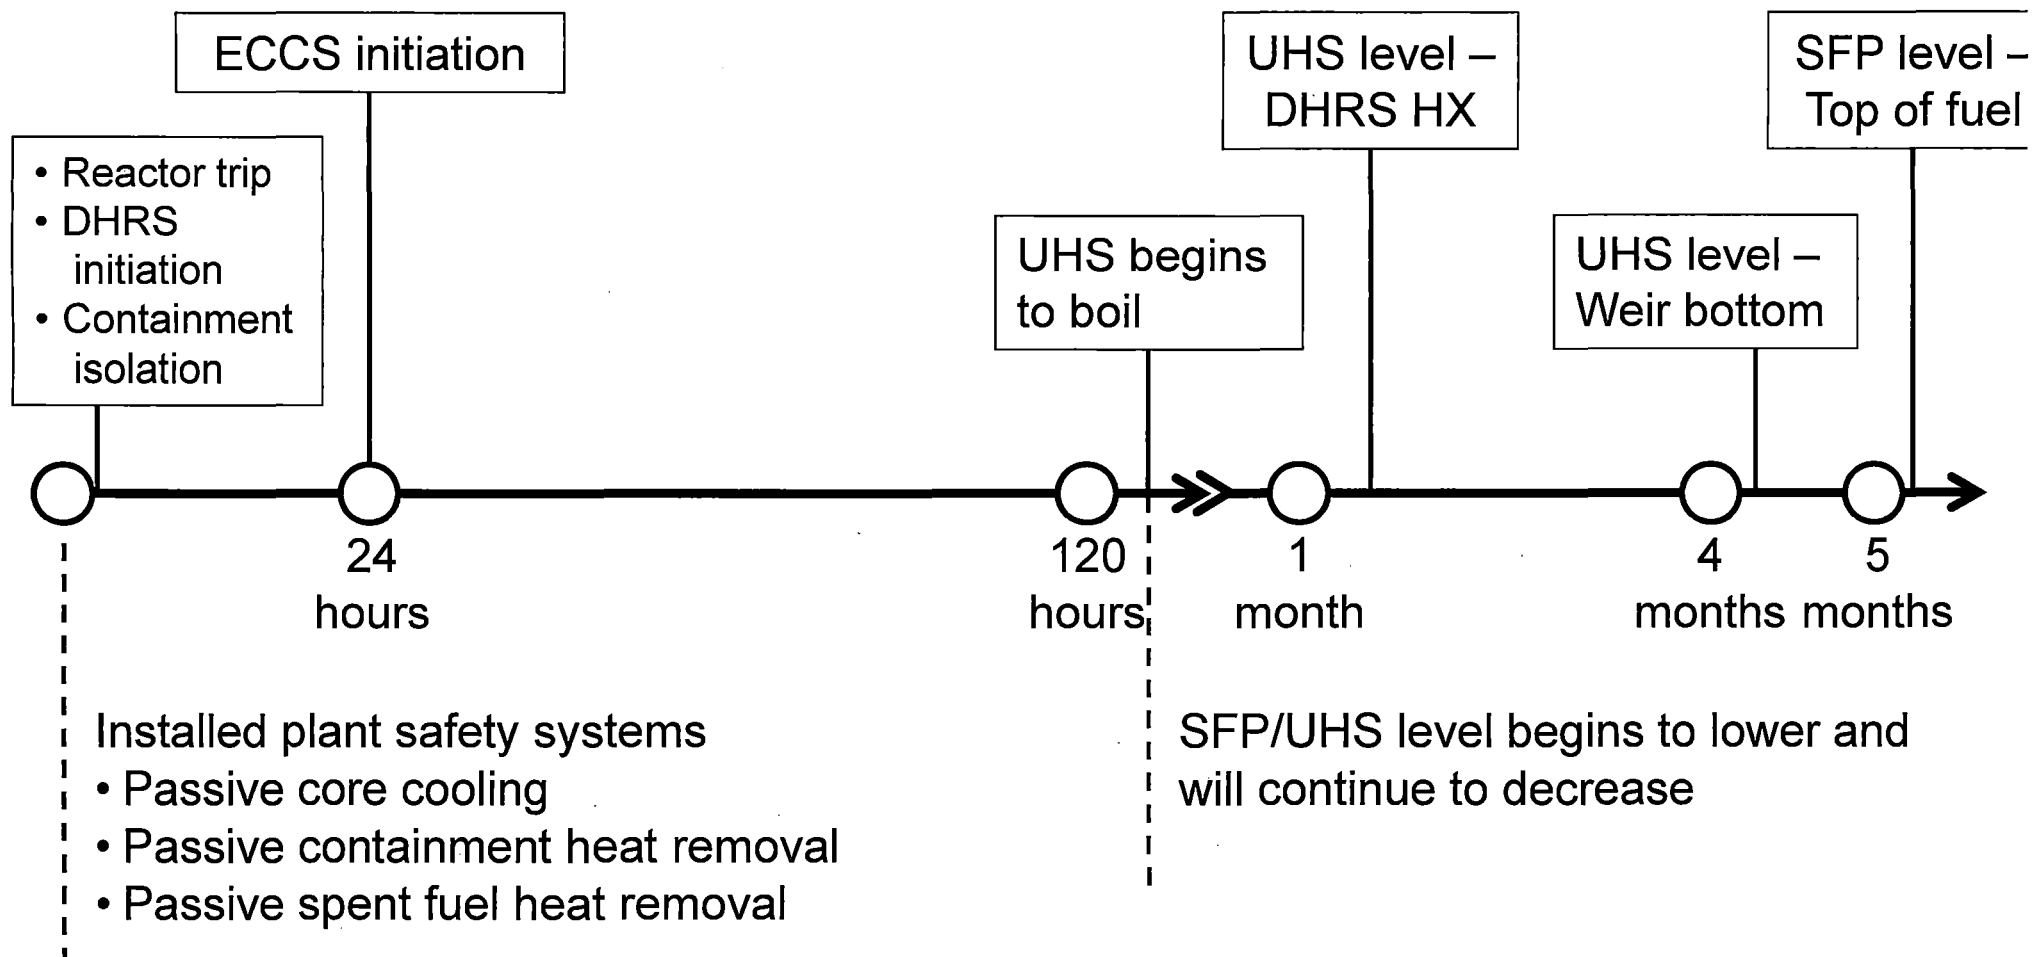 ECCS initiation
• Reactor trip
• DHRS
initiation
• Containment
isolation
UHS begins
to boil
UHS level –
DHRS HX
UHS level –
Weir bottom
SFP level –
Top of fuel
24
hours
120
hours
1
month
4
months
5
months
Installed plant safety systems
• Passive core cooling
• Passive containment heat removal
• Passive spent fuel heat removal
SFP/UHS level begins to lower and
will continue to decrease